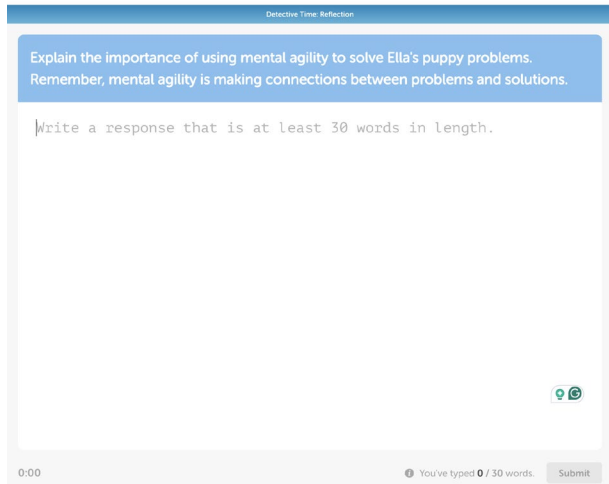 Detective Time: Reflection
Explain the importance of using mental agility to solve Ella's puppy problems.
Remember, mental agility is making connections between problems and solutions.
Write a response that is at least 30 words in length.
0:00
You've typed 0 / 30 words.
Submit